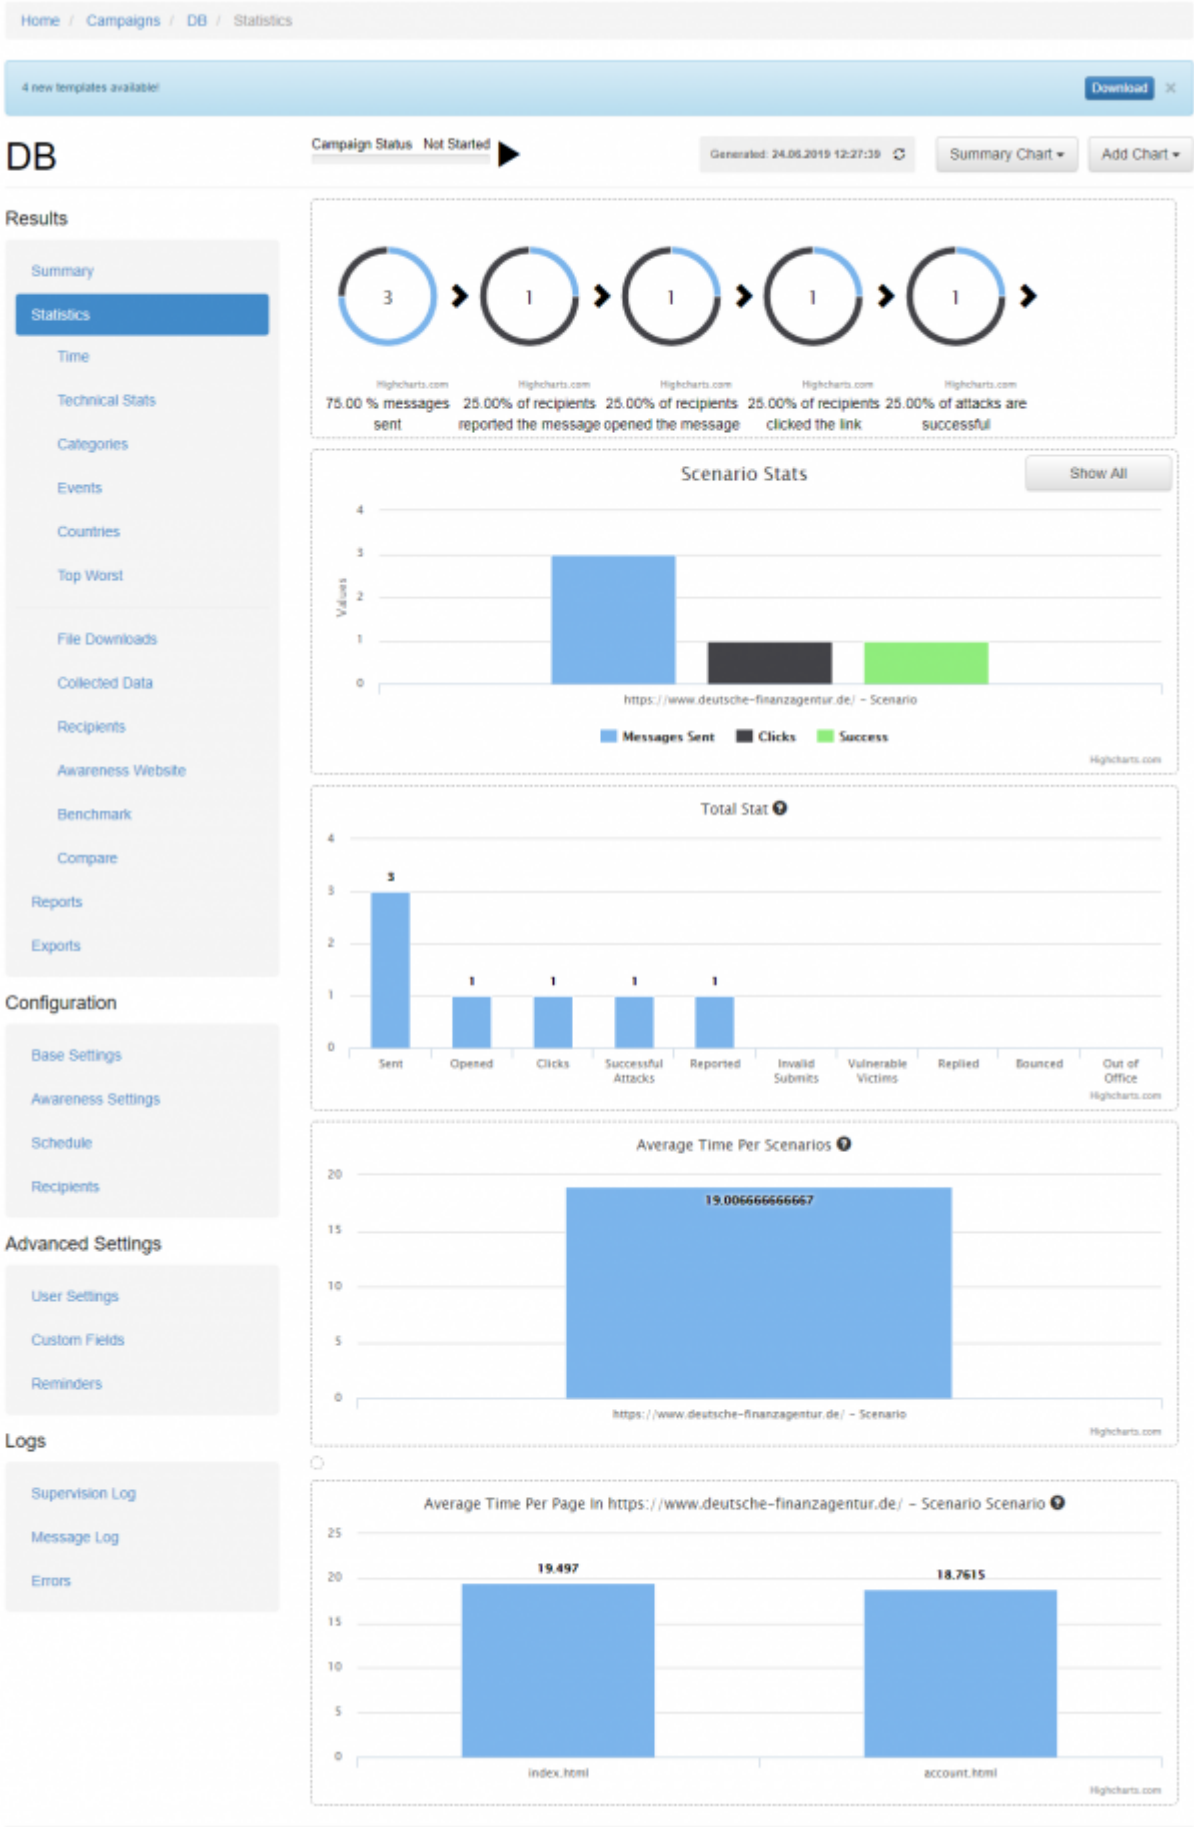 Home / Campaigns / DB / Statistics
4 new templates available!
Download ×
DB
Campaign Status Not Started
Generated: 24.06.2019 12:27:39
Summary Chart
Add Chart
Results
Summary
Statistics
Time
Technical Stats
Categories
Events
Countries
Top Worst
File Downloads
Collected Data
Recipients
Awareness Website
Benchmark
Compare
Reports
Exports
Configuration
Base Settings
Awareness Settings
Schedule
Recipients
Advanced Settings
User Settings
Custom Fields
Reminders
Logs
Supervision Log
Message Log
Errors
3
Highcharts.com
75.00 % messages
sent
1
Highcharts.com
25.00% of recipients
reported the message
1
Highcharts.com
25.00% of recipients
opened the message
1
Highcharts.com
25.00% of recipients
clicked the link
1
Highcharts.com
25.00% of attacks are
successful
Scenario Stats
Show All
Values
4
3
2
1
0
https://www.deutsche-finanzagentur.de/ – Scenario
Messages Sent Clicks Success
Highcharts.com
Total Stat ?
4
3
2
1
0
3
1
1
1
1
Sent
Opened
Clicks
Successful
Attacks
Reported
Invalid
Submits
Vulnerable
Victims
Replied
Bounced
Out of
Office
Highcharts.com
Average Time Per Scenarios ?
20
15
10
5
0
19.006666666667
https://www.deutsche-finanzagentur.de/ – Scenario
Highcharts.com
Average Time Per Page In https://www.deutsche-finanzagentur.de/ – Scenario Scenario ?
25
20
15
10
5
0
19.497
18.7615
index.html
account.html
Highcharts.com